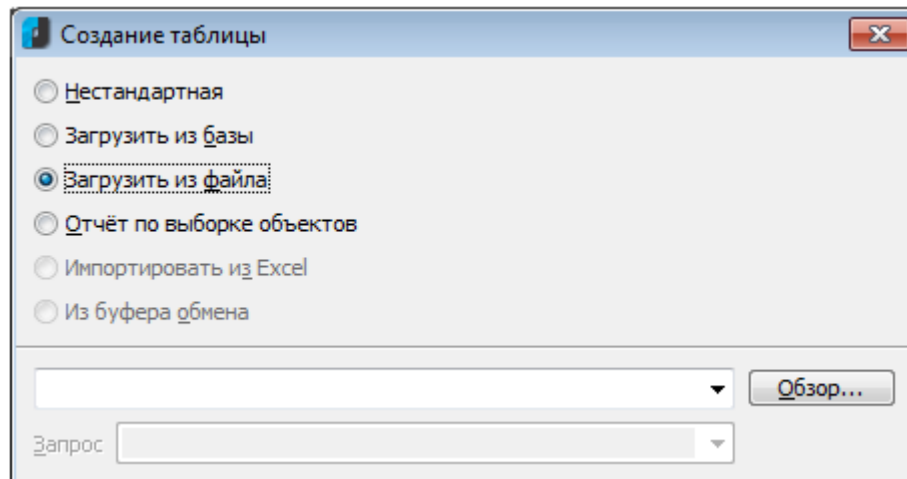 Создание таблицы
Нестандартная
Загрузить из базы
Загрузить из файла
Отчёт по выборке объектов
Импортировать из Excel
Из буфера обмена
Обзор...
Запрос